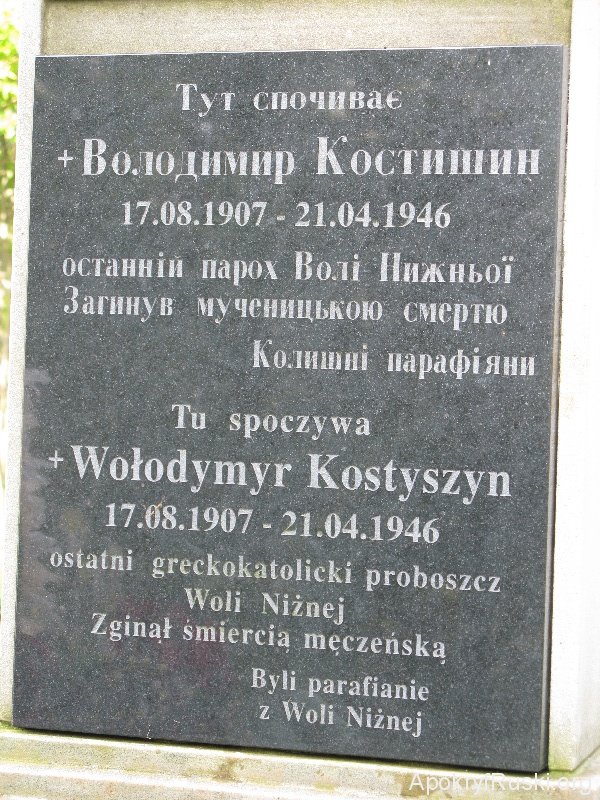 Тут спочиває
+ Володимир Костишин
17.08.1907 - 21.04.1946
останній парох Волі Нижньої
Загинув мученицькою смертю
Колишні парафіяни
Tu spoczywa
+ Wołodymyr Kostyszyn
17.08.1907 - 21.04.1946
ostatni greckokatolicki proboszcz
Woli Niżnej
Zginął śmiercią męczeńską
Byli parafianie
z Woli Niżnej
ApokryfRuski.org